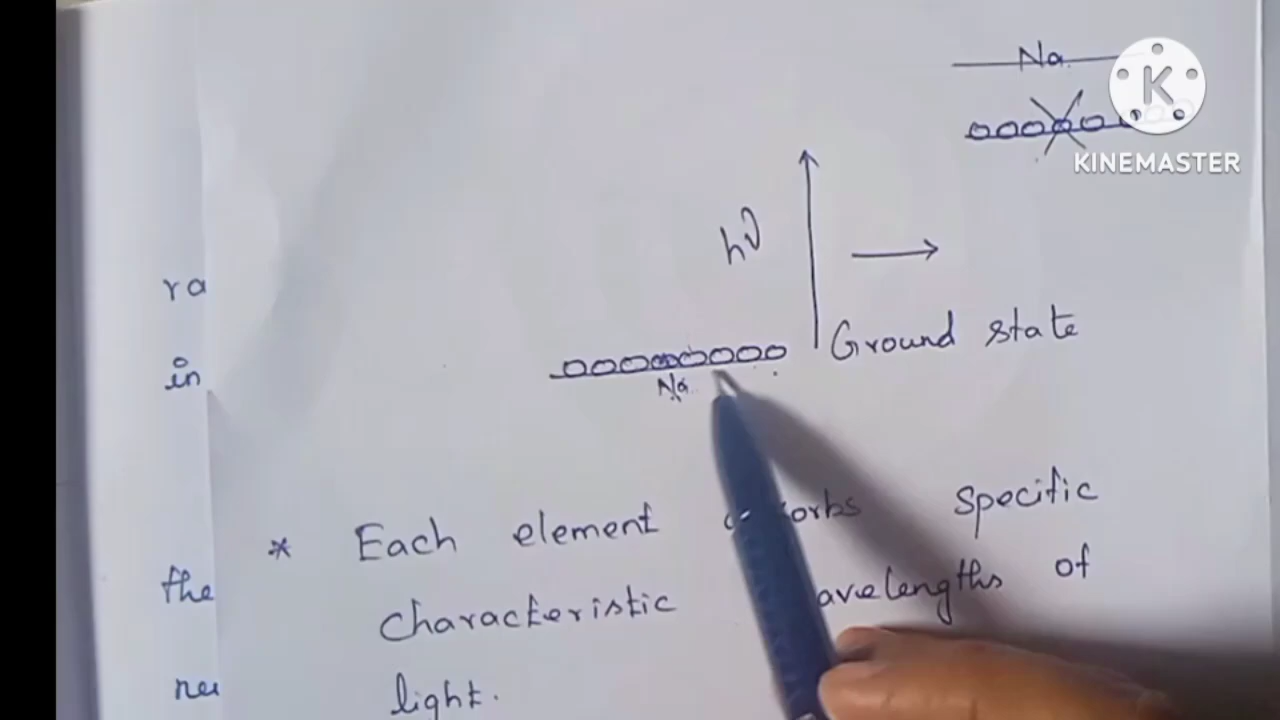 Na
KINEMASTER
hν
ra
Ground state
in
Na
* Each element specific
the
characteristic of
light.